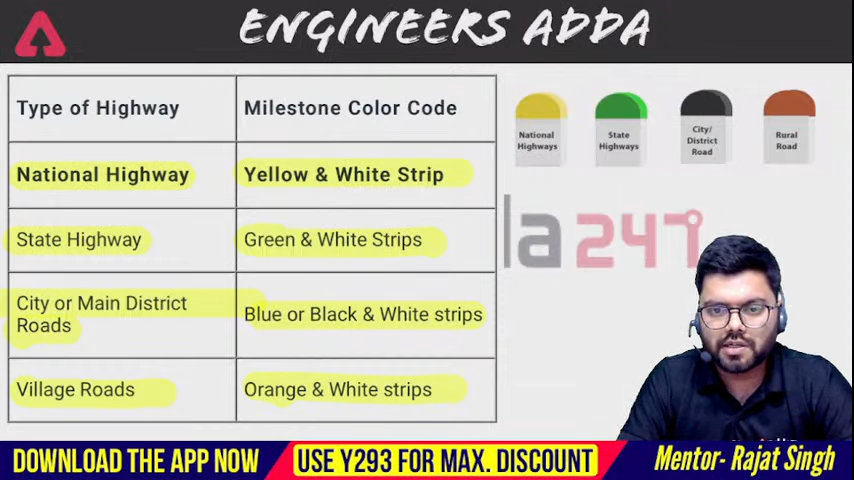 ENGINEERS ADDA
Type of Highway
Milestone Color Code
National Highway
Yellow & White Strip
State Highway
Green & White Strips
City or Main District
Roads
Blue or Black & White strips
Village Roads
Orange & White strips
National
Highways
State
Highways
City/
District
Road
Rural
Road
la 247
DOWNLOAD THE APP NOW
USE Y293 FOR MAX. DISCOUNT
Mentor- Rajat Singh